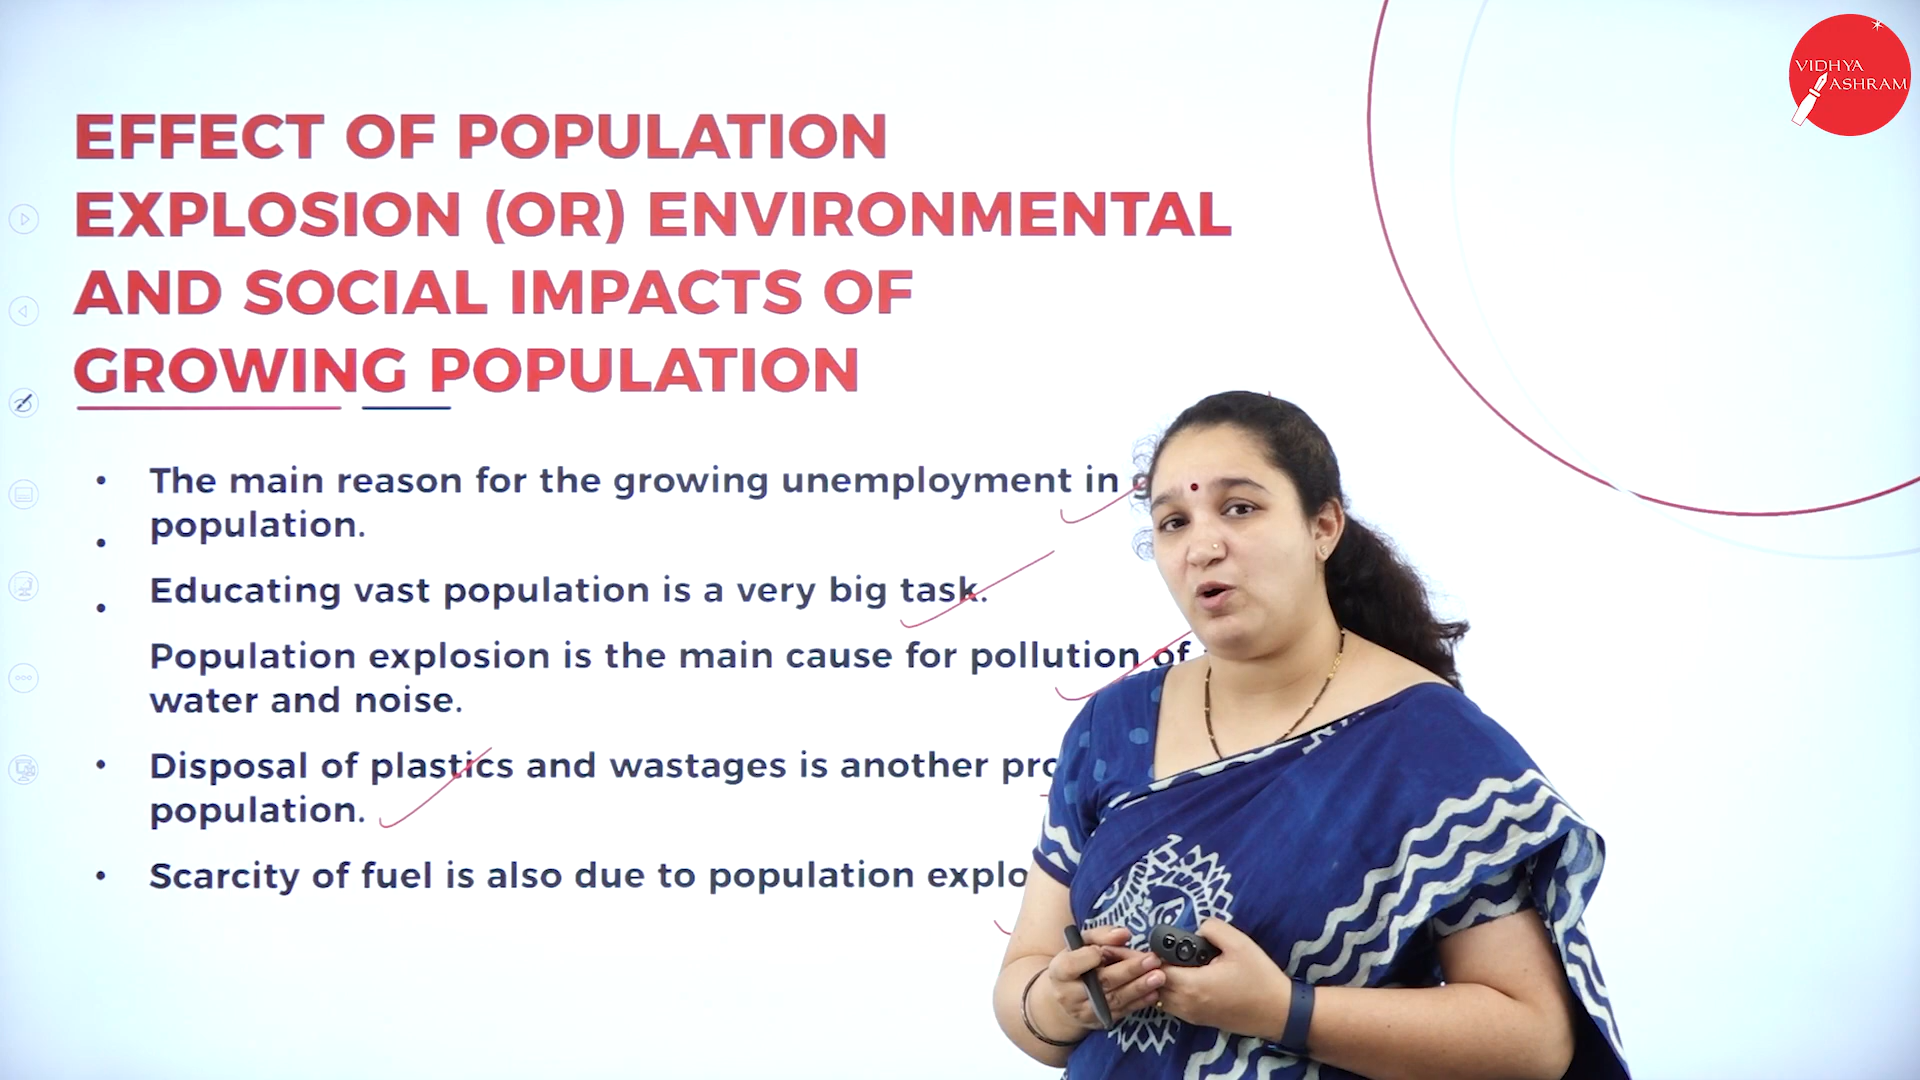 VIDHYA
ASHRAM
EFFECT OF POPULATION
EXPLOSION (OR) ENVIRONMENTAL
AND SOCIAL IMPACTS OF
GROWING POPULATION
• The main reason for the growing unemployment in
population.
• Educating vast population is a very big task.
• Population explosion is the main cause for pollution of
water and noise.
• Disposal of plastics and wastages is another
population.
• Scarcity of fuel is also due to population